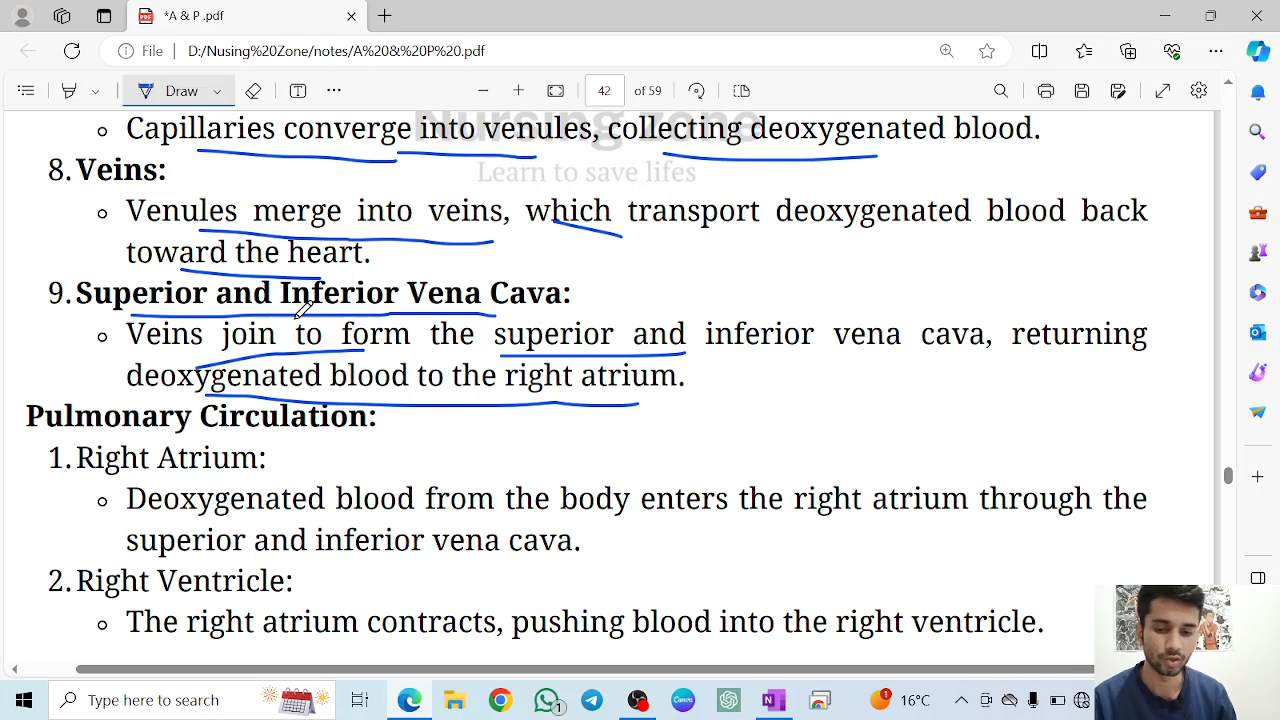 *A & P .pdf
File
D:/Nusing%20Zone/notes/A%20&%20P%20.pdf
Draw
42 of 59
Nursing Zone
Learn to save lifes
Capillaries converge into venules, collecting deoxygenated blood.
8. Veins:
Venules merge into veins, which transport deoxygenated blood back
toward the heart.
9. Superior and Inferior Vena Cava:
Veins join to form the superior and inferior vena cava, returning
deoxygenated blood to the right atrium.
Pulmonary Circulation:
1. Right Atrium:
Deoxygenated blood from the body enters the right atrium through the
superior and inferior vena cava.
2. Right Ventricle:
The right atrium contracts, pushing blood into the right ventricle.
Type here to search
1
Canva
1
16°C